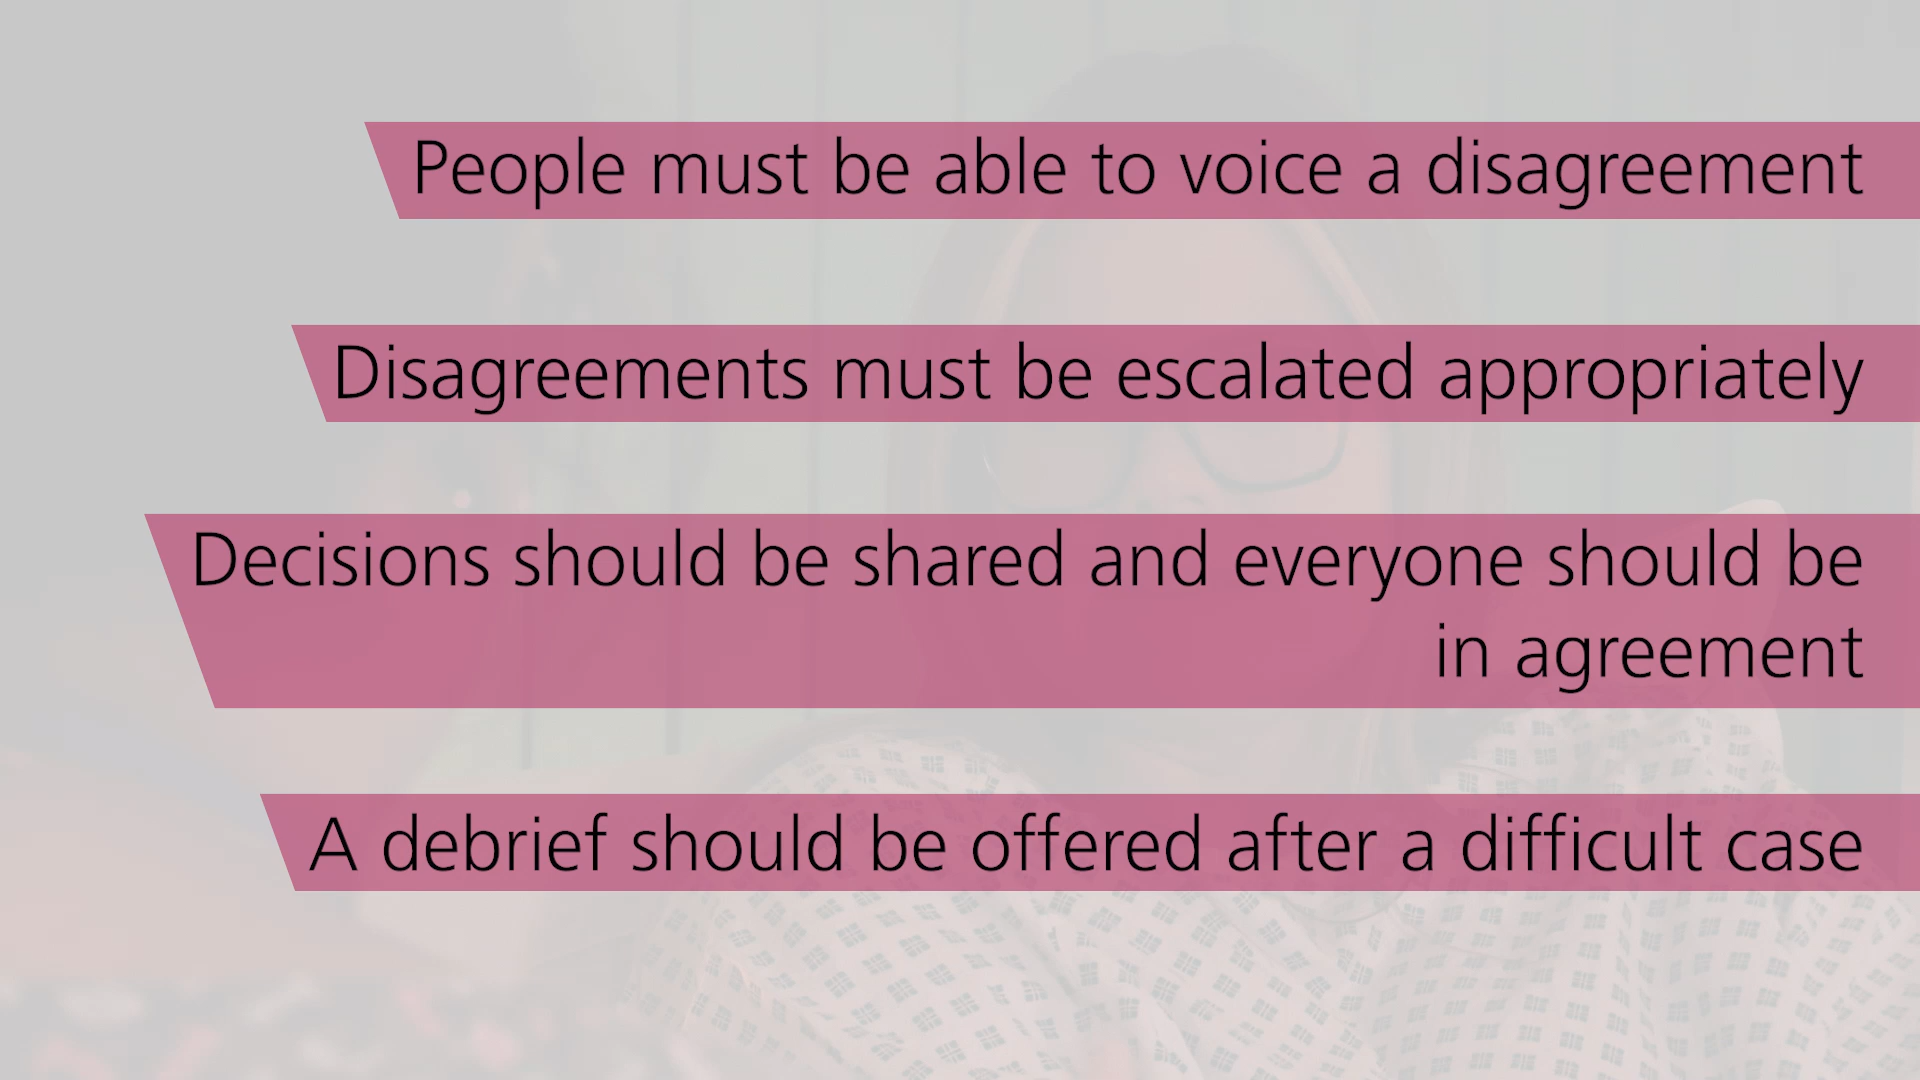 People must be able to voice a disagreement
Disagreements must be escalated appropriately
Decisions should be shared and everyone should be
in agreement
A debrief should be offered after a difficult case